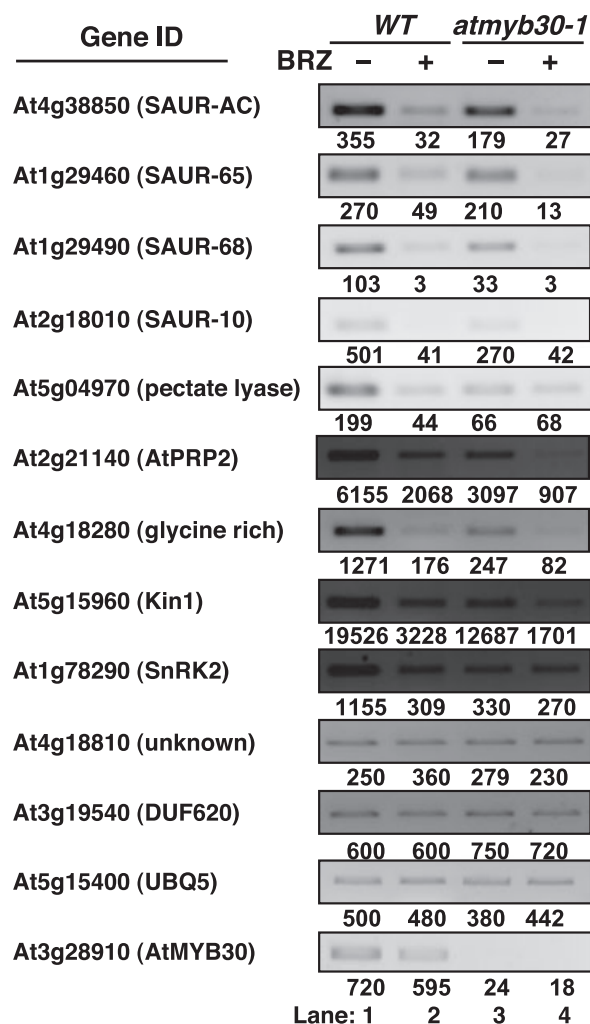 Gene ID WT atmyb30-1
BRZ – + – +
At4g38850 (SAUR-AC)
355 32 179 27
At1g29460 (SAUR-65)
270 49 210 13
At1g29490 (SAUR-68)
103 3 33 3
At2g18010 (SAUR-10)
501 41 270 42
At5g04970 (pectate lyase)
199 44 66 68
At2g21140 (AtPRP2)
6155 2068 3097 907
At4g18280 (glycine rich)
1271 176 247 82
At5g15960 (Kin1)
19526 3228 12687 1701
At1g78290 (SnRK2)
1155 309 330 270
At4g18810 (unknown)
250 360 279 230
At3g19540 (DUF620)
600 600 750 720
At5g15400 (UBQ5)
500 480 380 442
At3g28910 (AtMYB30)
720 595 24 18
Lane: 1 2 3 4